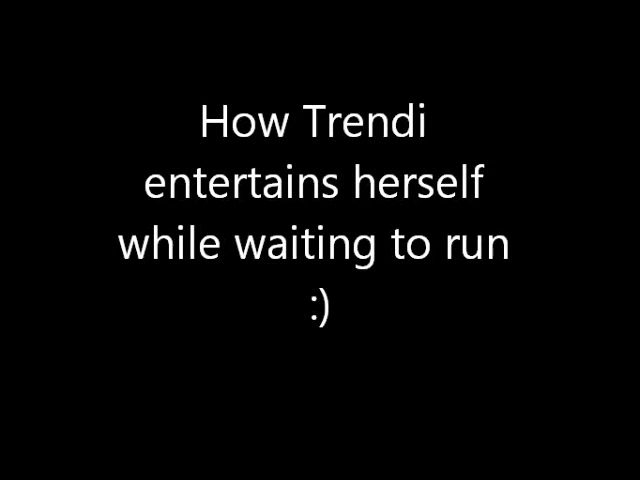 How Trendi
entertains herself
while waiting to run
:)